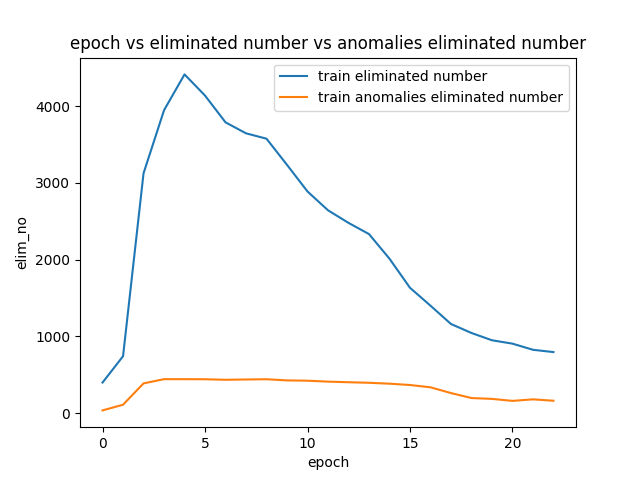 epoch vs eliminated number vs anomalies eliminated number
train eliminated number
train anomalies eliminated number
4000
3000
2000
1000
0
elim_no
0 5 10 15 20
epoch